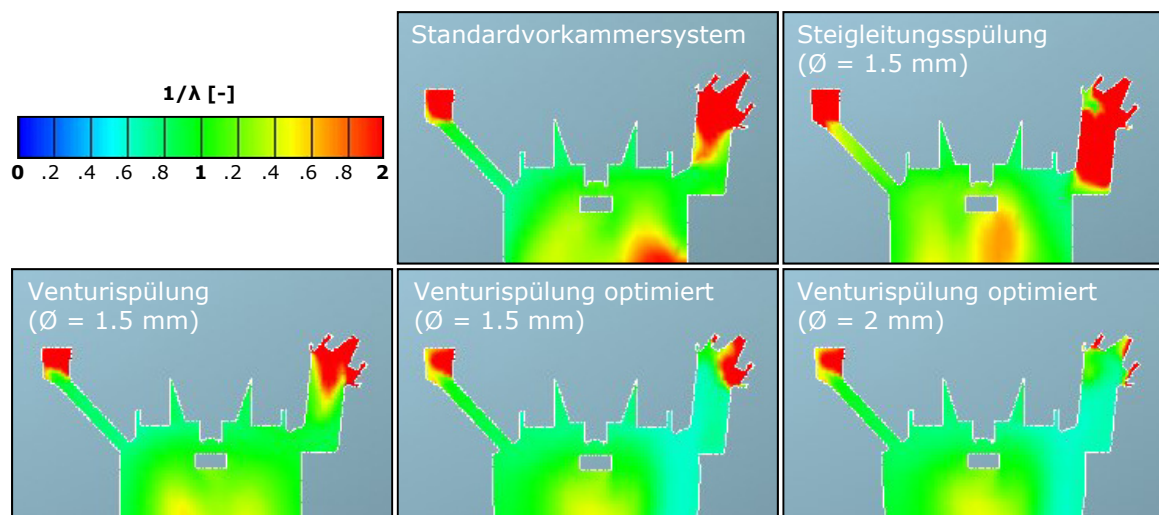 Standardvorkammersystem
Steigleitungsspülung
(Ø = 1.5 mm)
1/λ [-]
0 .2 .4 .6 .8 1 .2 .4 .6 .8 2
Venturispülung
(Ø = 1.5 mm)
Venturispülung optimiert
(Ø = 1.5 mm)
Venturispülung optimiert
(Ø = 2 mm)